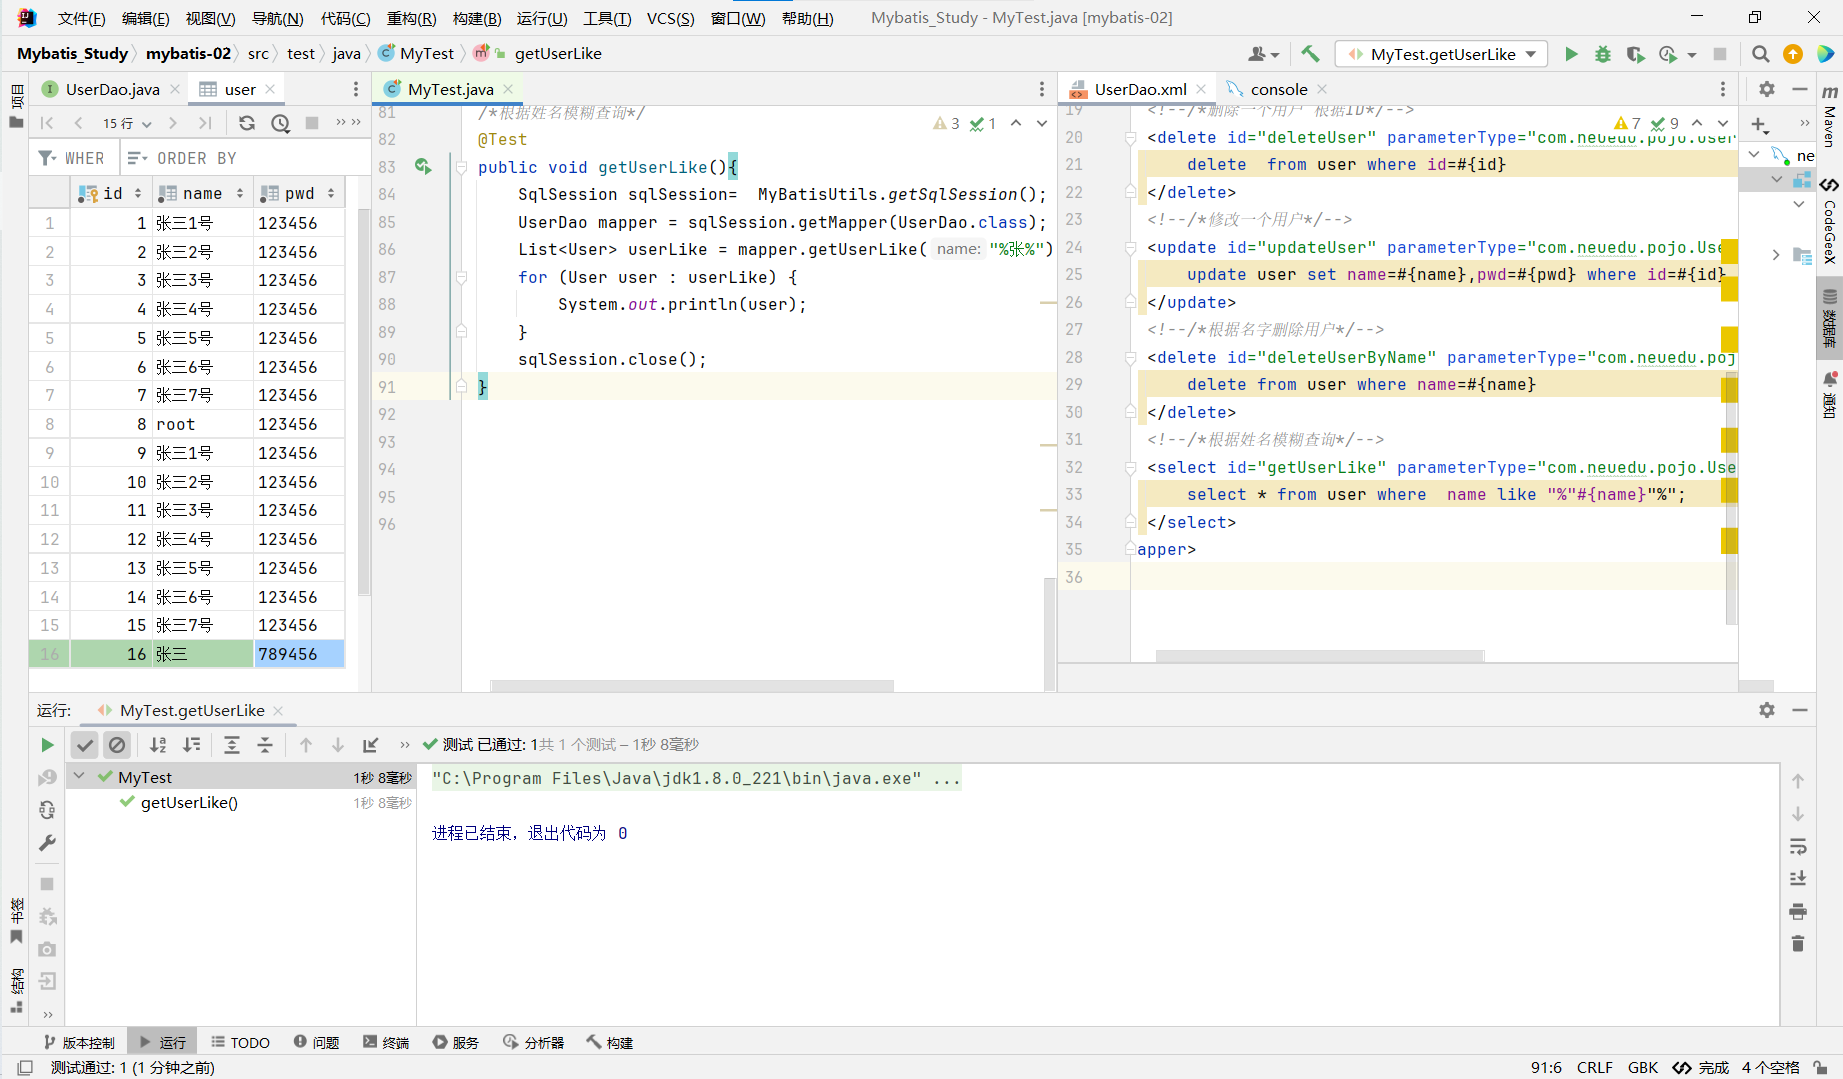 文件(F) 编辑(E) 视图(V) 导航(N) 代码(C) 重构(R) 构建(B) 运行(U) 工具(T) VCS(S) 窗口(W) 帮助(H) Mybatis_Study - MyTest.java [mybatis-02]
Mybatis_Study mybatis-02 src test java MyTest getUserLike MyTest.getUserLike
项目
UserDao.java user
15 行
WHER ORDER BY
id name pwd
1 1 张三1号 123456
2 2 张三2号 123456
3 3 张三3号 123456
4 4 张三4号 123456
5 5 张三5号 123456
6 6 张三6号 123456
7 7 张三7号 123456
8 8 root 123456
9 9 张三1号 123456
10 10 张三2号 123456
11 11 张三3号 123456
12 12 张三4号 123456
13 13 张三5号 123456
14 14 张三6号 123456
15 15 张三7号 123456
16 16 张三 789456
MyTest.java
3 1
81 /*根据姓名模糊查询*/
82 @Test
83 public void getUserLike(){
84 SqlSession sqlSession=  MyBatisUtils.getSqlSession();
85 UserDao mapper = sqlSession.getMapper(UserDao.class);
86 List<User> userLike = mapper.getUserLike( name: "%张%")
87 for (User user : userLike) {
88 System.out.println(user);
89 }
90 sqlSession.close();
91 }
92
93
94
95
96
UserDao.xml console
7 9
19 <!--/*删除一个用户 根据ID*/-->
20 <delete id="deleteUser" parameterType="com.neuedu.pojo.User
21 delete  from user where id=#{id}
22 </delete>
23 <!--/*修改一个用户*/-->
24 <update id="updateUser" parameterType="com.neuedu.pojo.Use
25 update user set name=#{name},pwd=#{pwd} where id=#{id}
26 </update>
27 <!--/*根据名字删除用户*/-->
28 <delete id="deleteUserByName" parameterType="com.neuedu.poj
29 delete from user where name=#{name}
30 </delete>
31 <!--/*根据姓名模糊查询*/-->
32 <select id="getUserLike" parameterType="com.neuedu.pojo.Use
33 select * from user where  name like "%"#{name}"%";
34 </select>
35 apper>
36
ne
m
Maven
CodeGeeX
数据库
通知
运行: MyTest.getUserLike
测试 已通过: 1共 1 个测试 – 1秒 8毫秒
MyTest 1秒 8毫秒
getUserLike() 1秒 8毫秒
"C:\Program Files\Java\jdk1.8.0_221\bin\java.exe" ...
进程已结束，退出代码为 0
书签
结构
版本控制 运行 TODO 问题 终端 服务 分析器 构建
测试通过: 1 (1 分钟之前) 91:6 CRLF GBK 完成 4 个空格